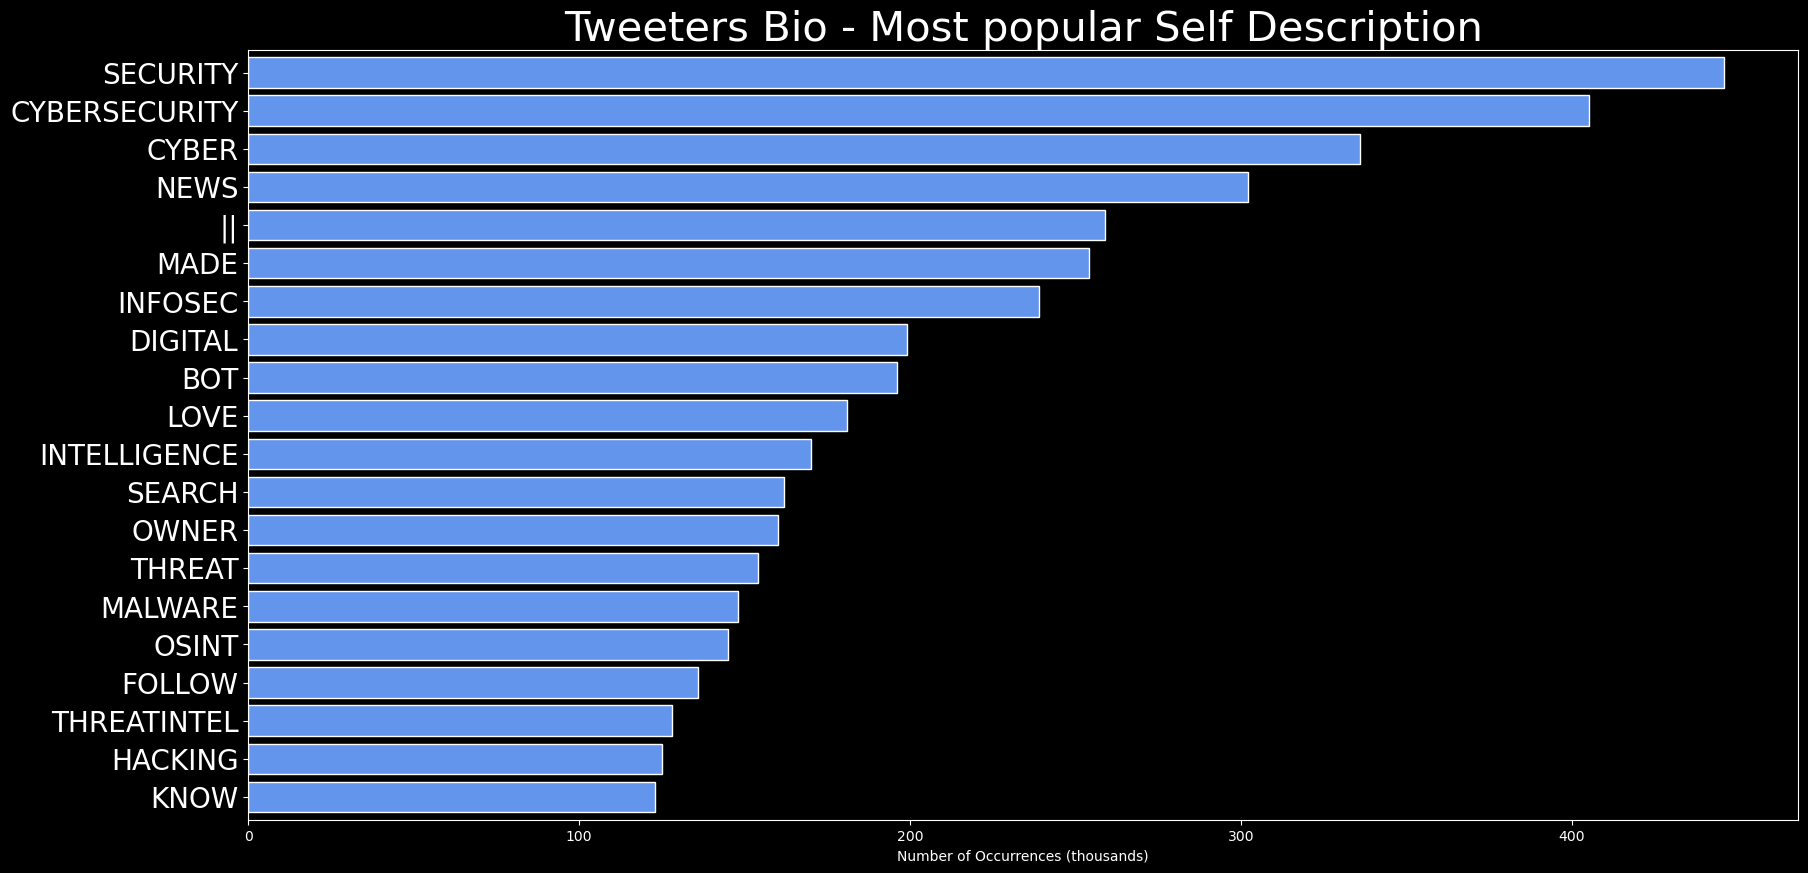 Tweeters Bio - Most popular Self Description
SECURITY
CYBERSECURITY
CYBER
NEWS
||
MADE
INFOSEC
DIGITAL
BOT
LOVE
INTELLIGENCE
SEARCH
OWNER
THREAT
MALWARE
OSINT
FOLLOW
THREATINTEL
HACKING
KNOW
0 100 200 300 400
Number of Occurrences (thousands)